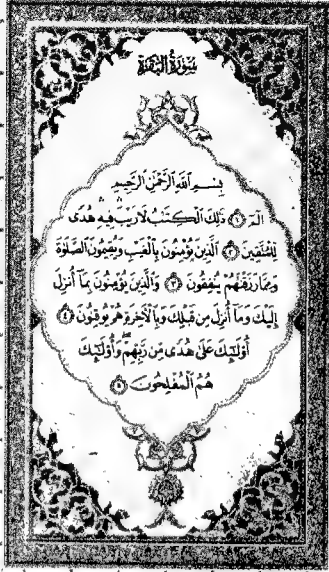 سُورَةُ البَقَرَة
بِسْمِ ٱللَّهِ ٱلرَّحْمَٰنِ ٱلرَّحِيمِ
الٓمٓ ۝١ ذَٰلِكَ ٱلْكِتَٰبُ لَا رَيْبَ فِيهِ هُدًى
لِّلْمُتَّقِينَ ۝٢ ٱلَّذِينَ يُؤْمِنُونَ بِٱلْغَيْبِ وَيُقِيمُونَ ٱلصَّلَوٰةَ
وَمِمَّا رَزَقْنَٰهُمْ يُنفِقُونَ ۝٣ وَٱلَّذِينَ يُؤْمِنُونَ بِمَآ أُنزِلَ
إِلَيْكَ وَمَآ أُنزِلَ مِن قَبْلِكَ وَبِٱلْءَاخِرَةِ هُمْ يُوقِنُونَ ۝٤
أُو۟لَٰٓئِكَ عَلَىٰ هُدًى مِّن رَّبِّهِمْ وَأُو۟لَٰٓئِكَ
هُمُ ٱلْمُفْلِحُونَ ۝٥